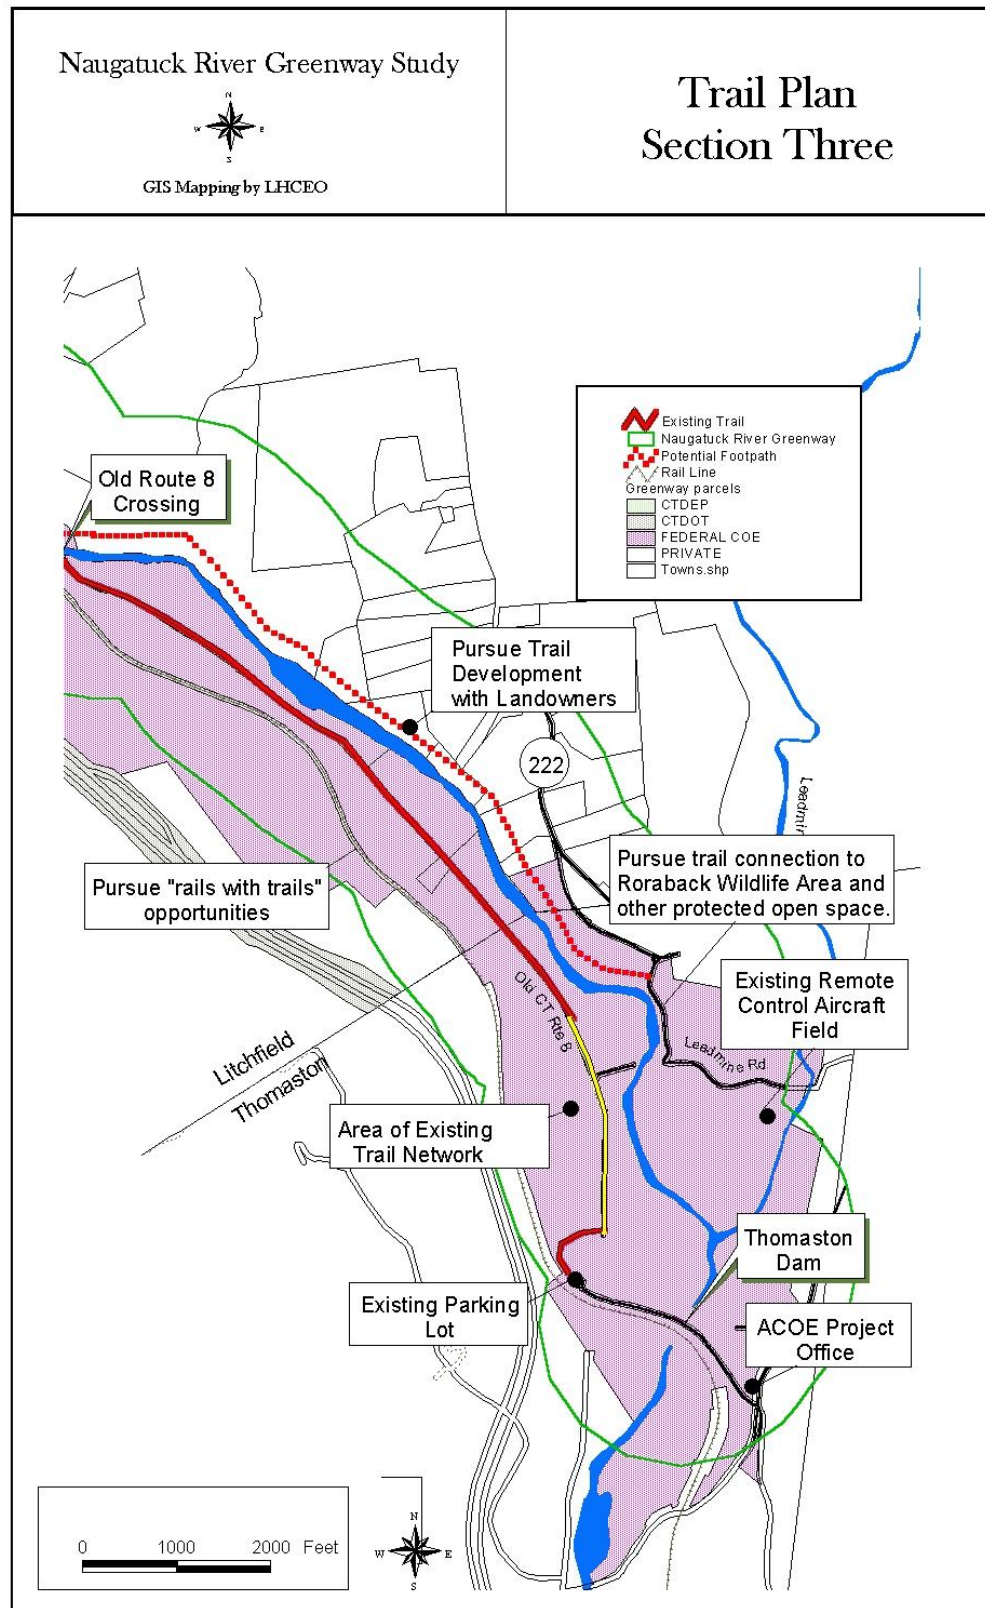 Naugatuck River Greenway Study
N
W E
S
GIS Mapping by LHCEO
Trail Plan
Section Three
Existing Trail
Naugatuck River Greenway
Potential Footpath
Rail Line
Greenway parcels
CTDEP
CTDOT
FEDERAL COE
PRIVATE
Towns.shp
Old Route 8
Crossing
Pursue Trail
Development
with Landowners
222
Leadmin
Pursue "rails with trails"
opportunities
Pursue trail connection to
Roraback Wildlife Area and
other protected open space.
Existing Remote
Control Aircraft
Field
Old CT Rte 8
Leedmine Rd
Litchfield
Thomaston
Area of Existing
Trail Network
Thomaston
Dam
Existing Parking
Lot
ACOE Project
Office
0 1000 2000 Feet
N
W E
S